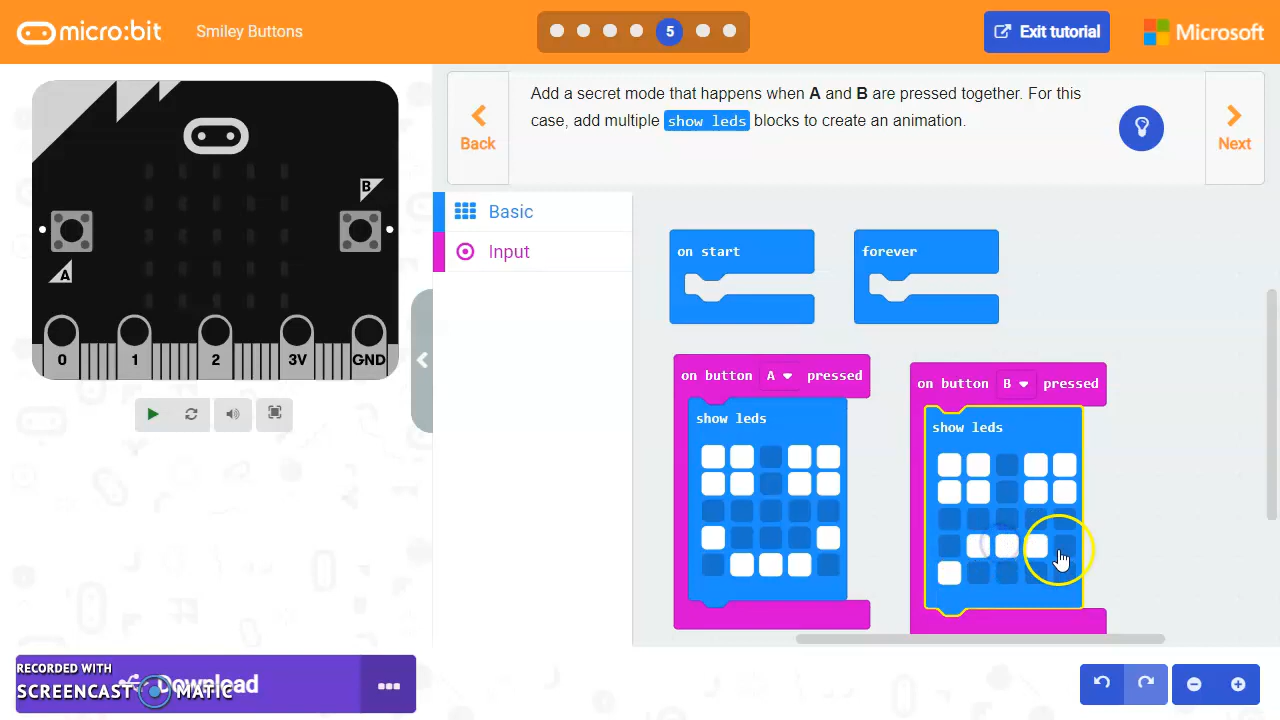 micro:bit
Smiley Buttons
5
Exit tutorial
Microsoft
Back
Add a secret mode that happens when A and B are pressed together. For this
case, add multiple show leds blocks to create an animation.
Next
B
A
0 1 2 3V GND
Basic
Input
on start
forever
on button A pressed
show leds
on button B pressed
show leds
RECORDED WITH
SCREENCAST MATIC
Download